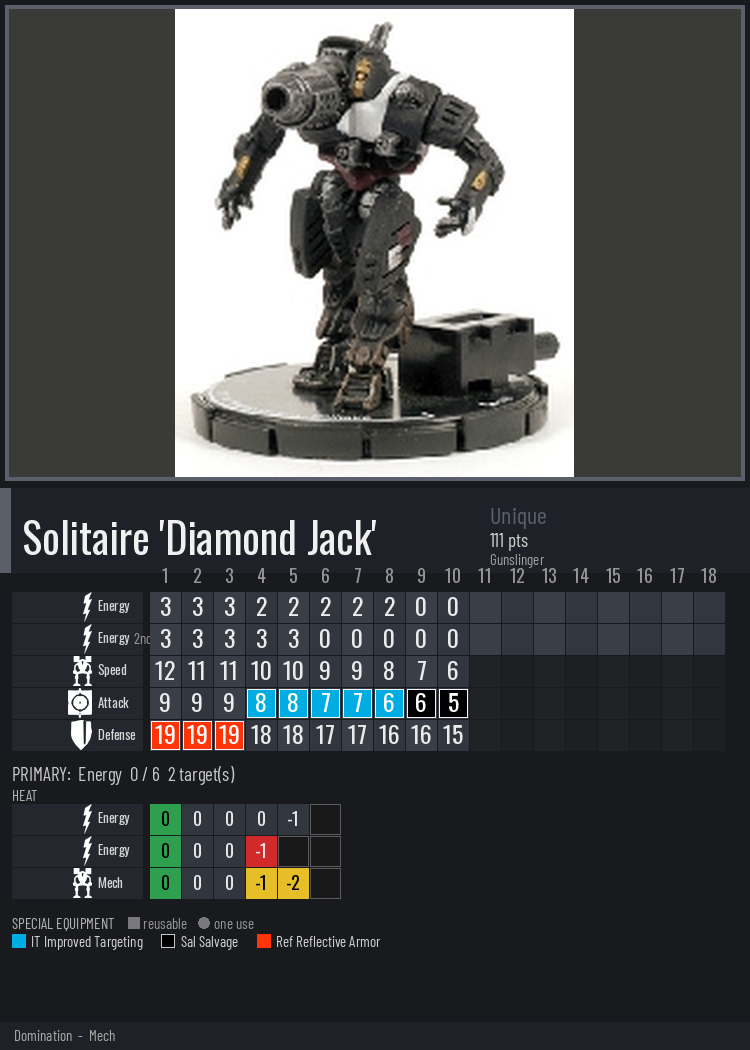 Solitaire 'Diamond Jack'
Unique
111 pts
Gunslinger
1 2 3 4 5 6 7 8 9 10 11 12 13 14 15 16 17 18
Energy 3 3 3 2 2 2 2 2 0 0
Energy 2nd 3 3 3 3 3 0 0 0 0 0
Speed 12 11 11 10 10 9 9 8 7 6
Attack 9 9 9 8 8 7 7 6 6 5
Defense 19 19 19 18 18 17 17 16 16 15
PRIMARY: Energy 0 / 6 2 target(s)
HEAT
Energy 0 0 0 0 -1
Energy 0 0 0 -1
Mech 0 0 0 -1 -2
SPECIAL EQUIPMENT reusable one use
IT Improved Targeting Sal Salvage Ref Reflective Armor
Domination - Mech